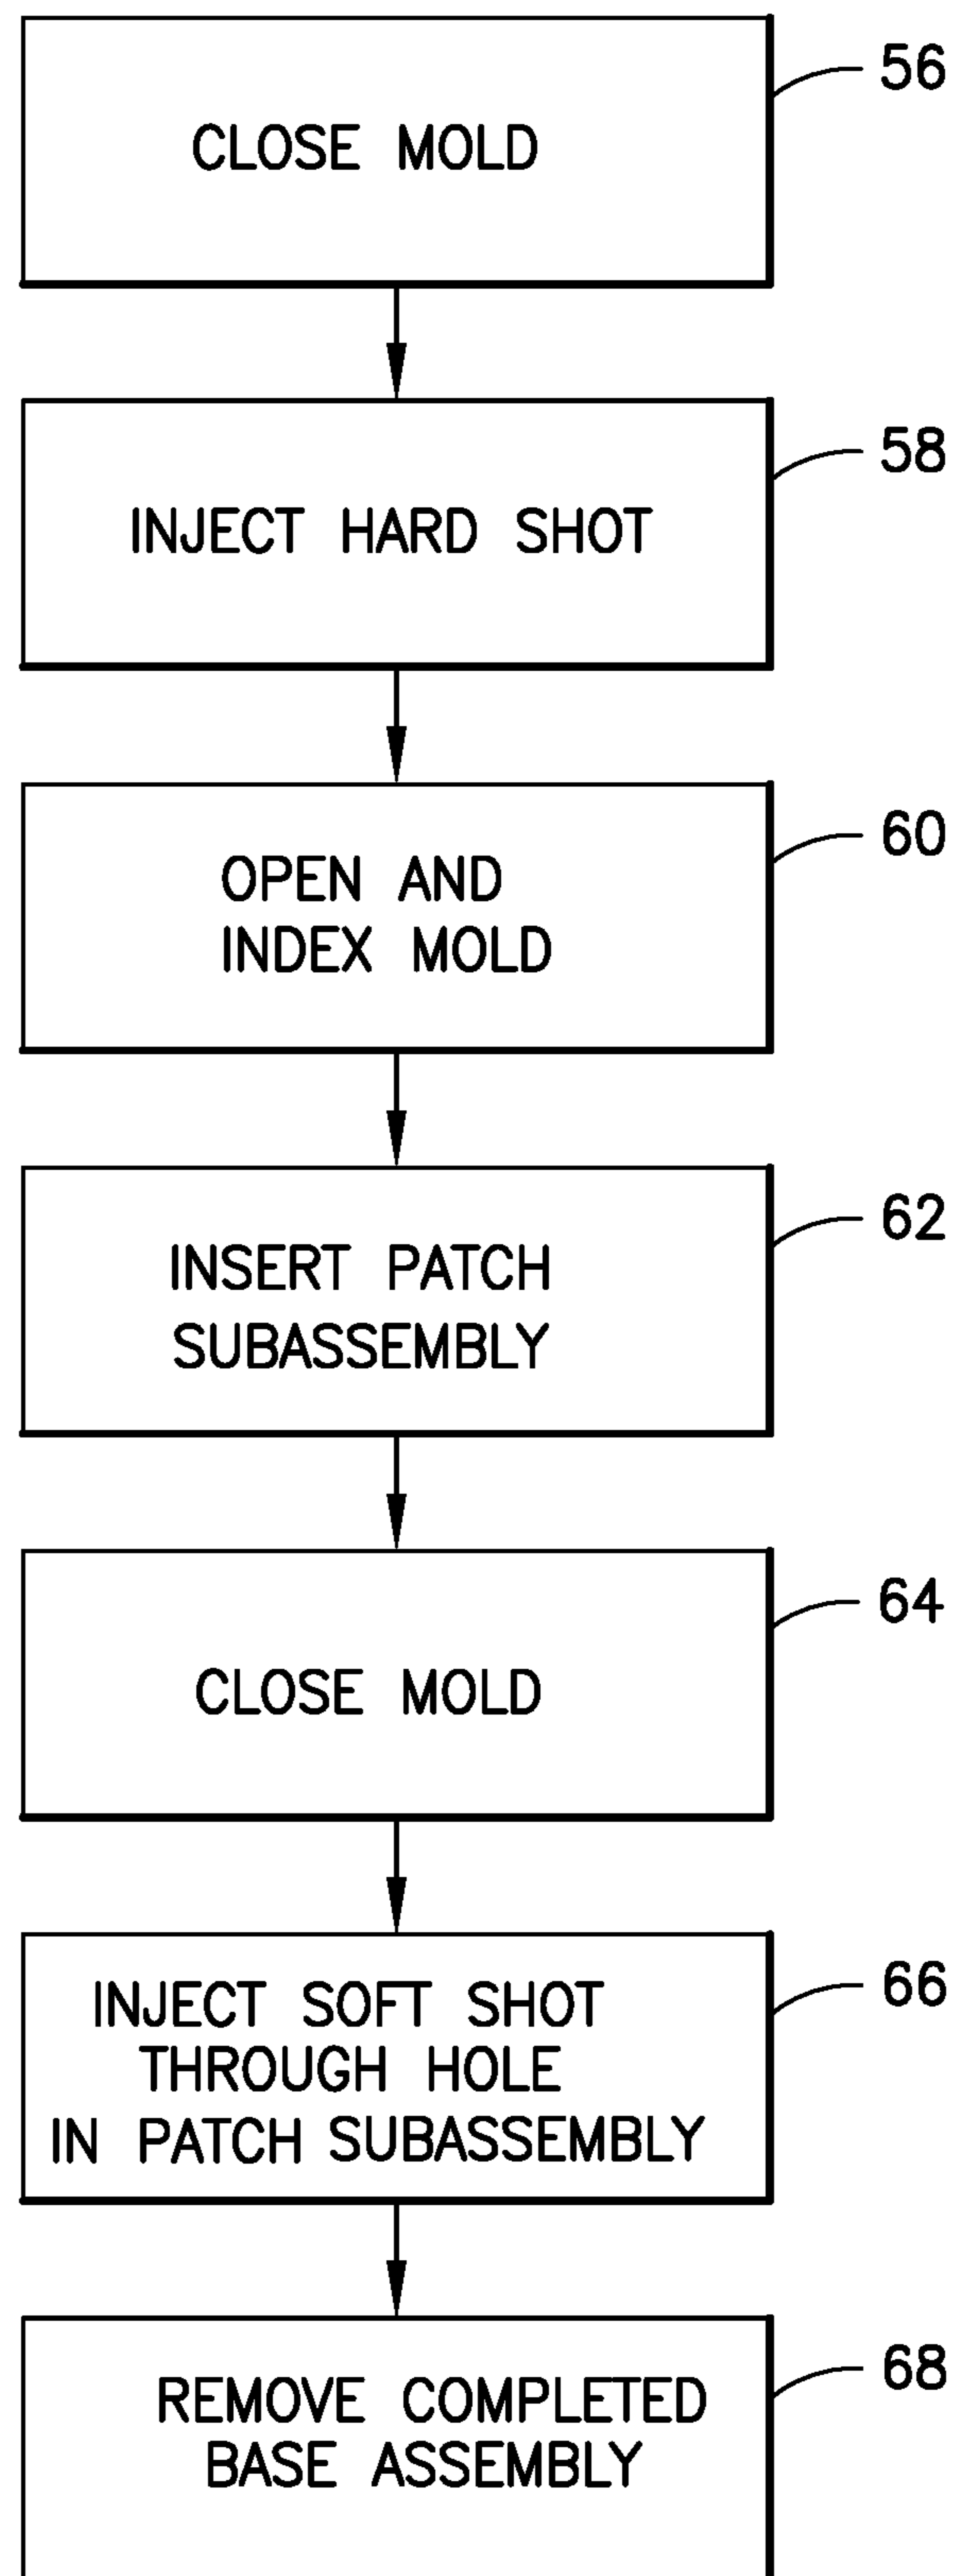 CLOSE MOLD
56
INJECT HARD SHOT
58
OPEN AND
INDEX MOLD
60
INSERT PATCH
SUBASSEMBLY
62
CLOSE MOLD
64
INJECT SOFT SHOT
THROUGH HOLE
IN PATCH SUBASSEMBLY
66
REMOVE COMPLETED
BASE ASSEMBLY
68